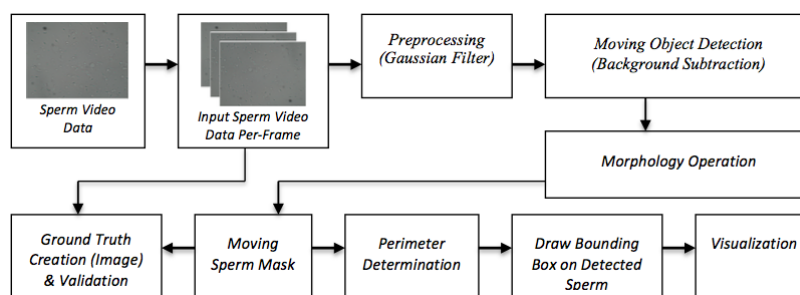 Sperm Video
Data
Input Sperm Video
Data Per-Frame
Preprocessing
(Gaussian Filter)
Moving Object Detection
(Background Subtraction)
Morphology Operation
Ground Truth
Creation (Image)
& Validation
Moving
Sperm Mask
Perimeter
Determination
Draw Bounding
Box on Detected
Sperm
Visualization